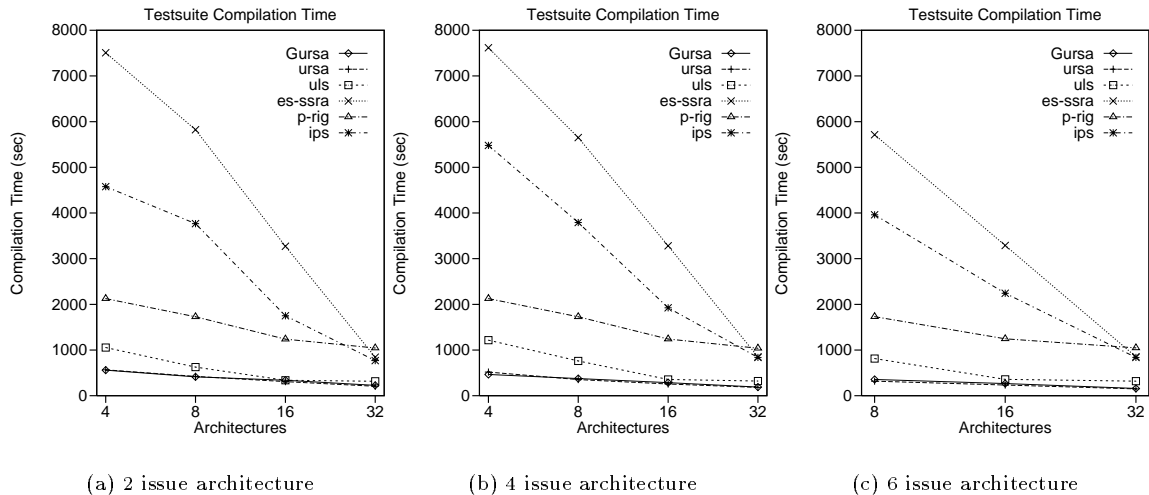 Testsuite Compilation Time
8000
7000
6000
5000
4000
3000
2000
1000
0
Compilation Time (sec)
Gursa
ursa
uls
es-ssra
p-rig
ips
4 8 16 32
Architectures
(a) 2 issue architecture
Testsuite Compilation Time
8000
7000
6000
5000
4000
3000
2000
1000
0
Compilation Time (sec)
Gursa
ursa
uls
es-ssra
p-rig
ips
4 8 16 32
Architectures
(b) 4 issue architecture
Testsuite Compilation Time
8000
7000
6000
5000
4000
3000
2000
1000
0
Compilation Time (sec)
Gursa
ursa
uls
es-ssra
p-rig
ips
8 16 32
Architectures
(c) 6 issue architecture